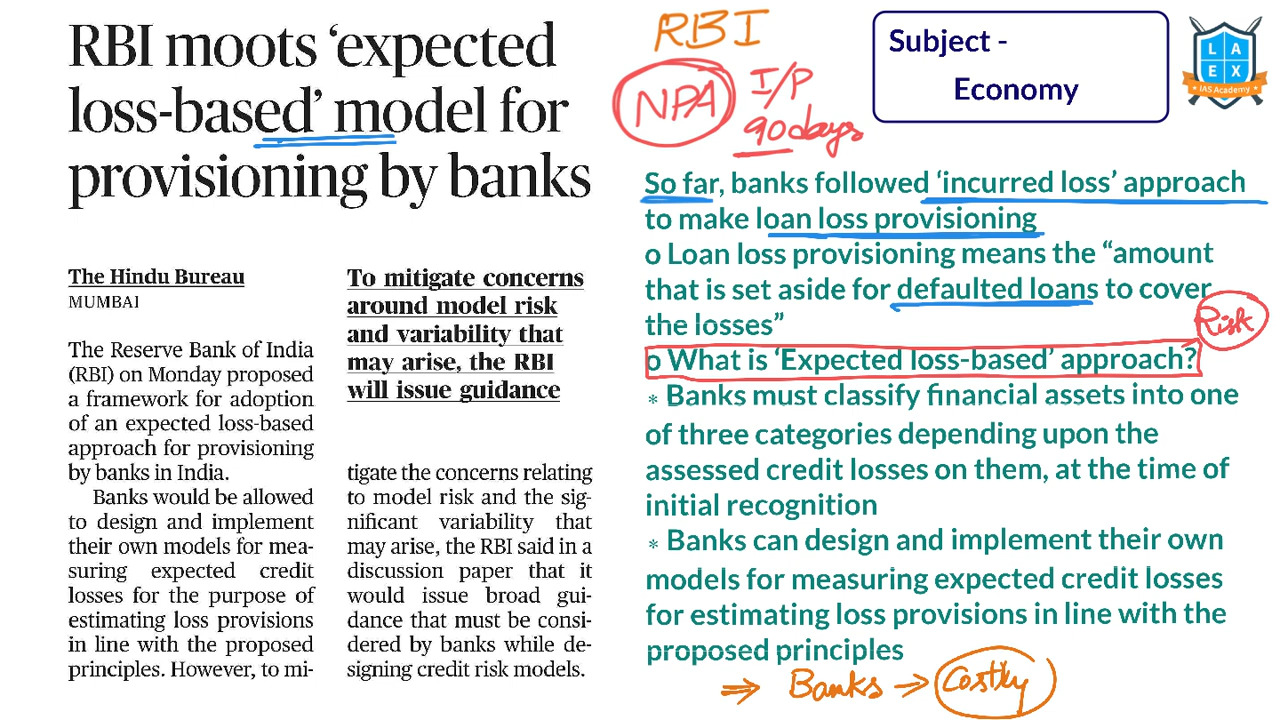 RBI moots ‘expected
loss-based’ model for
provisioning by banks
The Hindu Bureau
MUMBAI
The Reserve Bank of India
(RBI) on Monday proposed
a framework for adoption
of an expected loss-based
approach for provisioning
by banks in India.
Banks would be allowed
to design and implement
their own models for mea-
suring expected credit
losses for the purpose of
estimating loss provisions
in line with the proposed
principles. However, to mi-
To mitigate concerns
around model risk
and variability that
may arise, the RBI
will issue guidance
tigate the concerns relating
to model risk and the sig-
nificant variability that
may arise, the RBI said in a
discussion paper that it
would issue broad gui-
dance that must be consi-
dered by banks while de-
signing credit risk models.
RBI
NPA
I/P
90 days
Subject -
Economy
LA
EX
IAS Academy
So far, banks followed ‘incurred loss’ approach
to make loan loss provisioning
o Loan loss provisioning means the “amount
that is set aside for defaulted loans to cover
the losses”
Risk
o What is ‘Expected loss-based’ approach?
* Banks must classify financial assets into one
of three categories depending upon the
assessed credit losses on them, at the time of
initial recognition
* Banks can design and implement their own
models for measuring expected credit losses
for estimating loss provisions in line with the
proposed principles
⇒ Banks → Costly